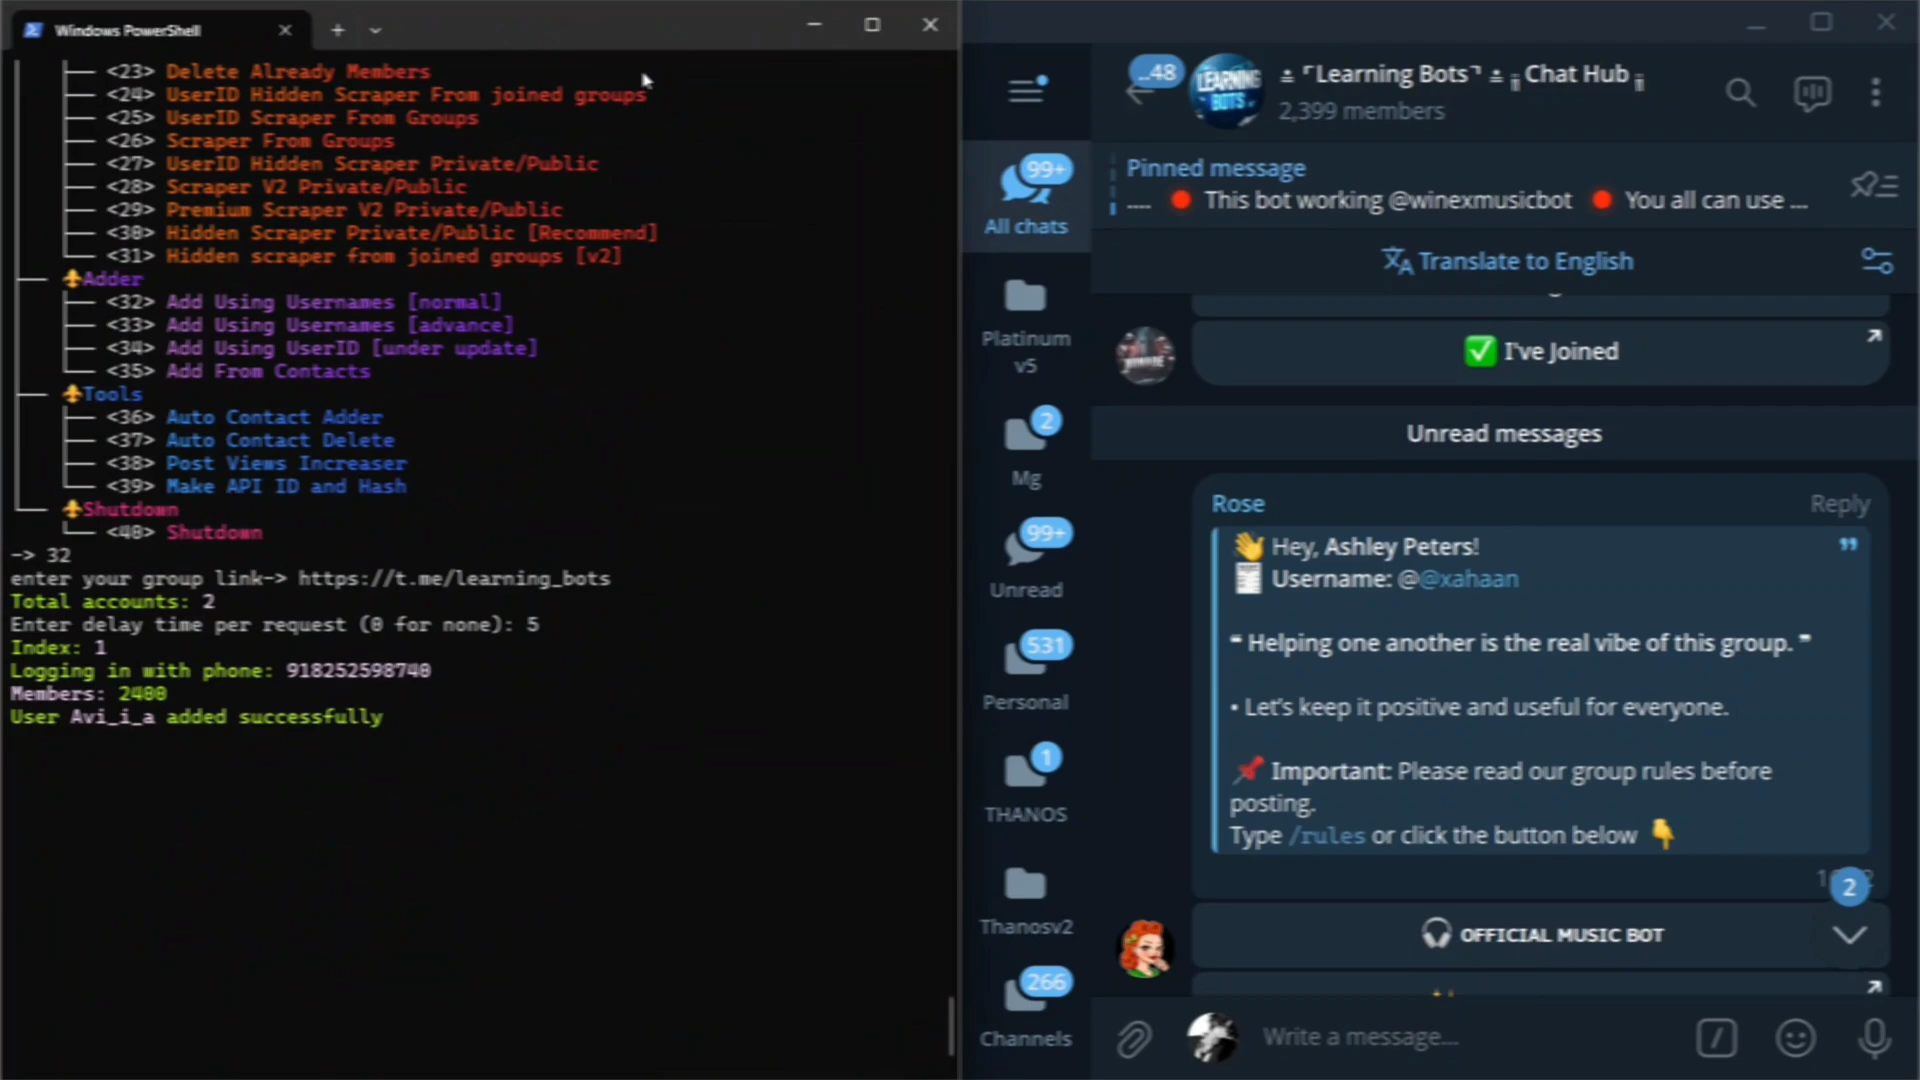 Windows PowerShell
<23> Delete Already Members
<24> UserID Hidden Scraper From joined groups
<25> UserID Scraper From Groups
<26> Scraper From Groups
<27> UserID Hidden Scraper Private/Public
<28> Scraper V2 Private/Public
<29> Premium Scraper V2 Private/Public
<30> Hidden Scraper Private/Public [Recommend]
<31> Hidden scraper from joined groups [v2]
Adder
<32> Add Using Usernames [normal]
<33> Add Using Usernames [advance]
<34> Add Using UserID [under update]
<35> Add From Contacts
Tools
<36> Auto Contact Adder
<37> Auto Contact Delete
<38> Post Views Increaser
<39> Make API ID and Hash
Shutdown
<40> Shutdown
-> 32
enter your group link-> https://t.me/learning_bots
Total accounts: 2
Enter delay time per request (0 for none): 5
Index: 1
Logging in with phone: 918252598740
Members: 2400
User Avi_i_a added successfully
..48
LEARNING BOTS
「Learning Bots」 Chat Hub
2,399 members
99+
All chats
Platinum v5
2
Mg
99+
Unread
531
Personal
1
THANOS
Thanosv2
266
Channels
Pinned message
.... 🔴 This bot working @winexmusicbot 🔴 You all can use ...
Translate to English
✅ I've Joined
Unread messages
Rose
Reply
👋 Hey, Ashley Peters!
Username: @@xahaan
❝ Helping one another is the real vibe of this group. ❞
• Let's keep it positive and useful for everyone.
📌 Important: Please read our group rules before
posting.
Type /rules or click the button below 👇
2
🎧 OFFICIAL MUSIC BOT
Write a message...